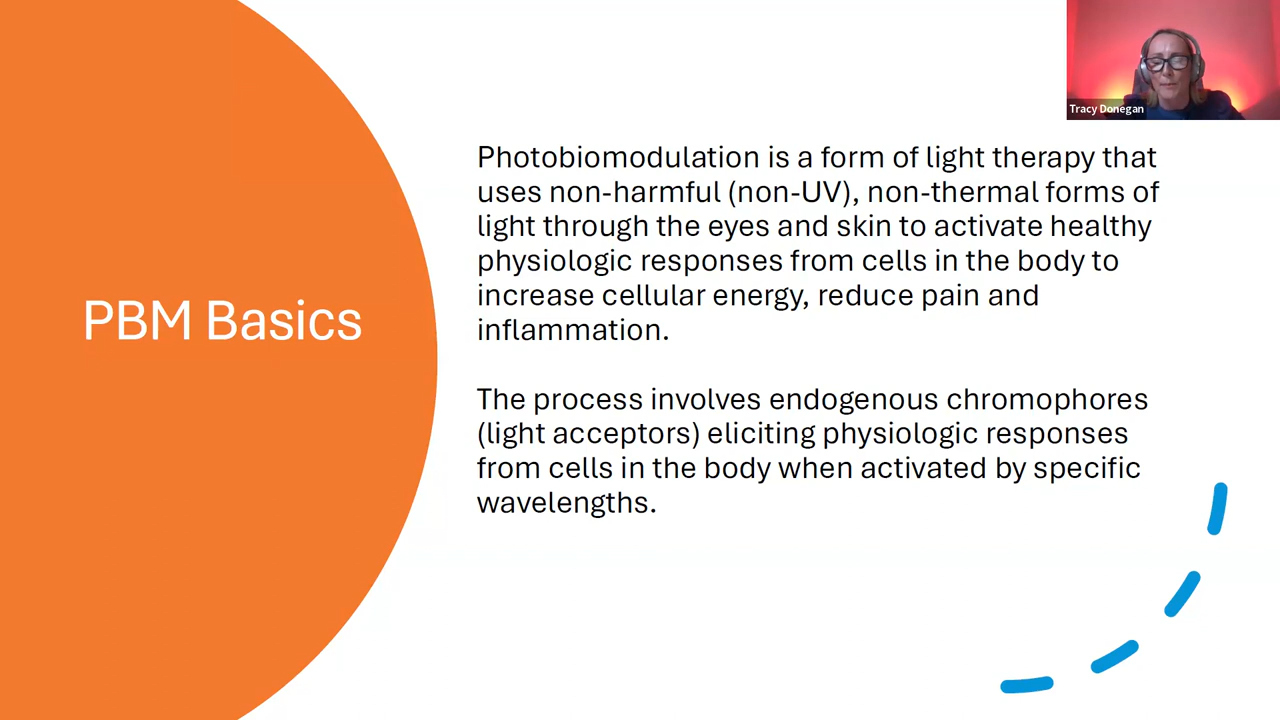 Tracy Donegan
PBM Basics
Photobiomodulation is a form of light therapy that
uses non-harmful (non-UV), non-thermal forms of
light through the eyes and skin to activate healthy
physiologic responses from cells in the body to
increase cellular energy, reduce pain and
inflammation.
The process involves endogenous chromophores
(light acceptors) eliciting physiologic responses
from cells in the body when activated by specific
wavelengths.